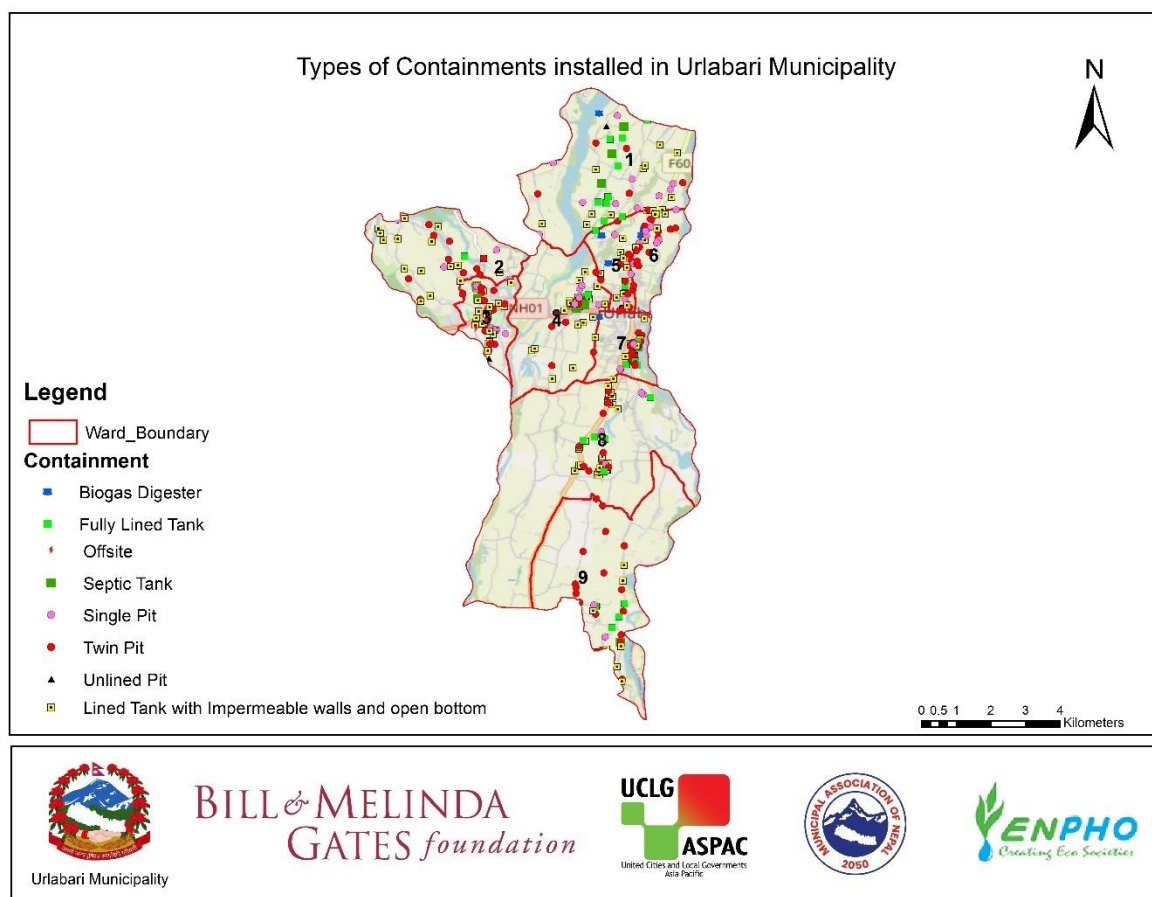 Types of Containments installed in Urlabari Municipality
N
1
F60
2
5
6
NH01
3
4
7
8
9
Legend
Ward_Boundary
Containment
Biogas Digester
Fully Lined Tank
Offsite
Septic Tank
Single Pit
Twin Pit
Unlined Pit
Lined Tank with Impermeable walls and open bottom
0 0.5 1 2 3 4
Kilometers
Urlabari Municipality
BILL & MELINDA
GATES foundation
UCLG
ASPAC
United Cities and Local Governments
Asia Pacific
MUNICIPAL ASSOCIATION OF NEPAL
2050
ENPHO
Creating Eco Societies